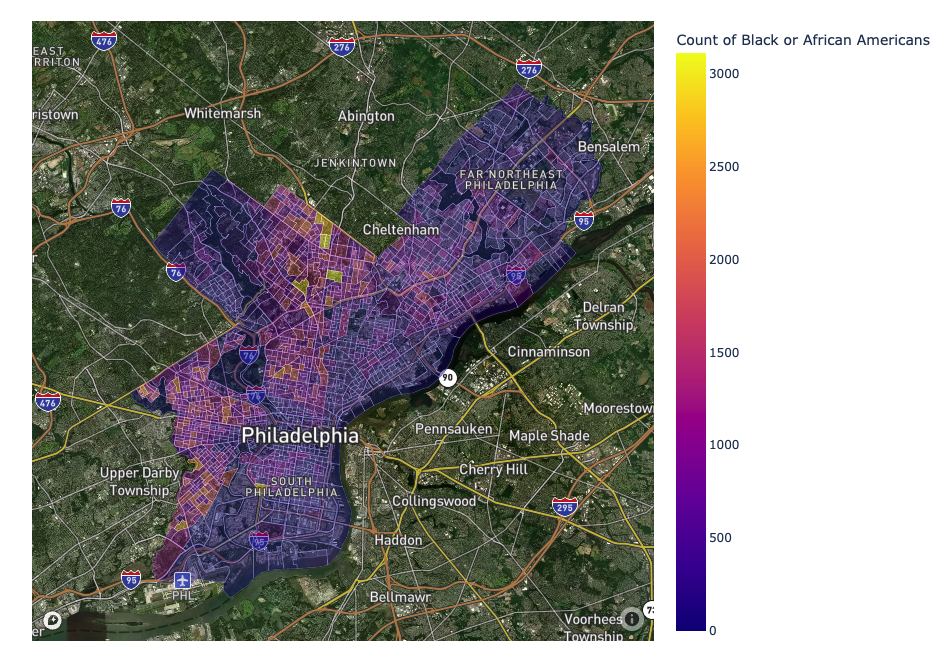 Count of Black or African Americans
3000
2500
2000
1500
1000
500
0
476
276
276
EAST
RRITON
ristown
Whitemarsh
Abington
Bensalem
JENKINTOWN
FAR NORTHEAST
PHILADELPHIA
76
95
Cheltenham
r
76
95
Delran
Township
76
Cinnaminson
90
76
476
Moorestow
Philadelphia
Pennsauken
Maple Shade
Upper Darby
Township
Cherry Hill
SOUTH
PHILADELPHIA
Collingswood
295
Haddon
95
95
PHL
Bellmawr
73
Voorhees
Township
er